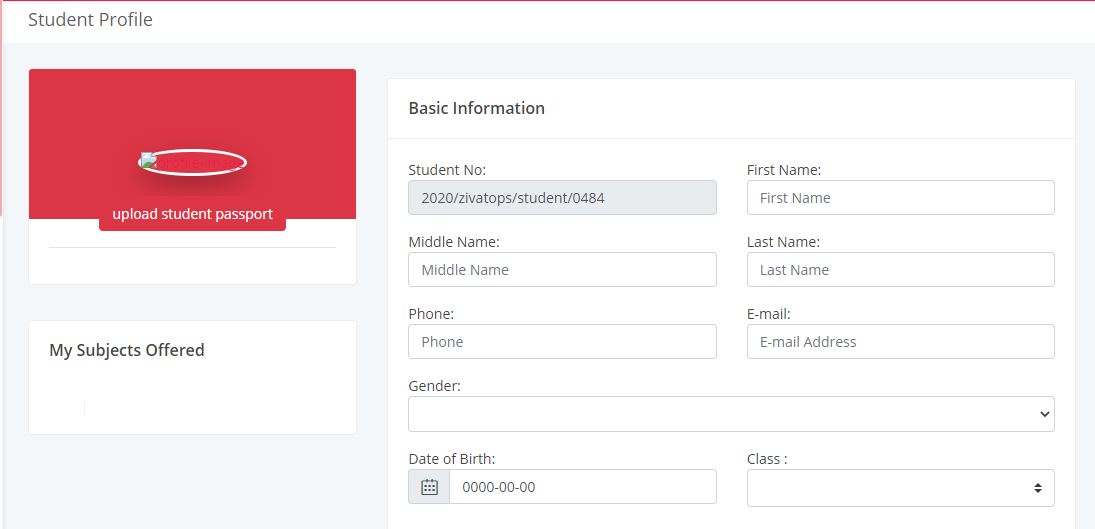 Student Profile
upload student passport
My Subjects Offered
Basic Information
Student No:
2020/zivatops/student/0484
First Name:
First Name
Middle Name:
Middle Name
Last Name:
Last Name
Phone:
Phone
E-mail:
E-mail Address
Gender:
Date of Birth:
0000-00-00
Class :